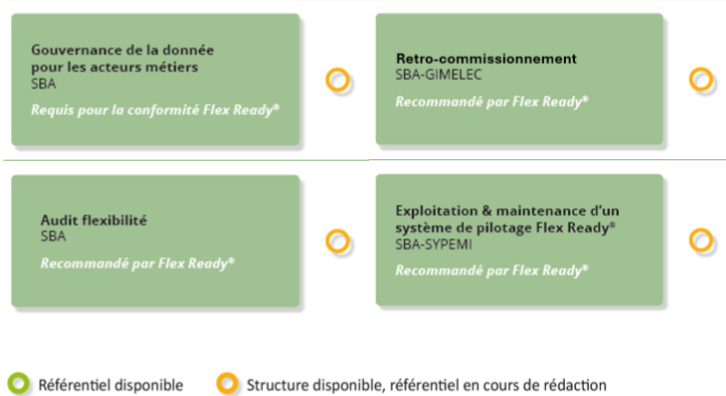 Gouvernance de la donnée
pour les acteurs métiers
SBA
Requis pour la conformité Flex Ready®
Retro-commissionnement
SBA-GIMELEC
Recommandé par Flex Ready®
Audit flexibilité
SBA
Recommandé par Flex Ready®
Exploitation & maintenance d’un
système de pilotage Flex Ready®
SBA-SYPEMI
Recommandé par Flex Ready®
Référentiel disponible
Structure disponible, référentiel en cours de rédaction